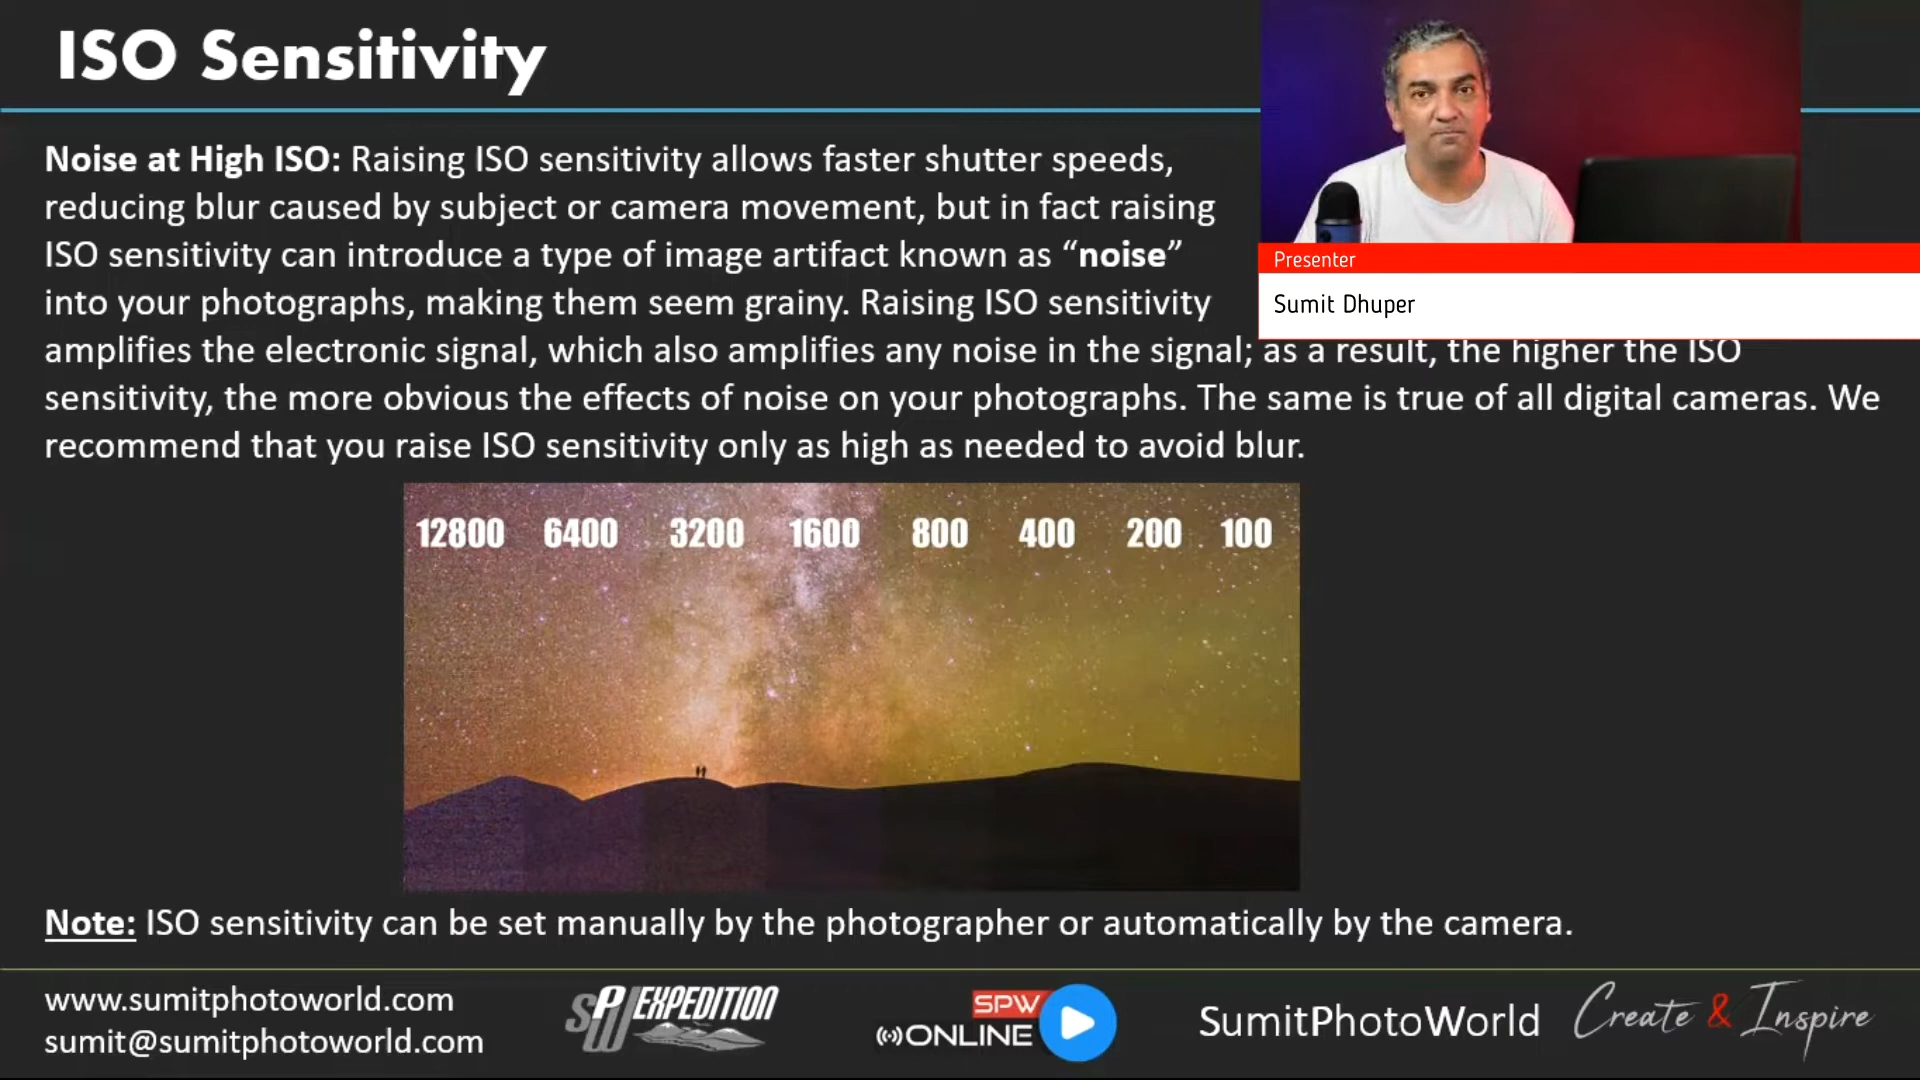 ISO Sensitivity
Noise at High ISO: Raising ISO sensitivity allows faster shutter speeds,
reducing blur caused by subject or camera movement, but in fact raising
ISO sensitivity can introduce a type of image artifact known as “noise”
into your photographs, making them seem grainy. Raising ISO sensitivity
amplifies the electronic signal, which also amplifies any noise in the signal; as a result, the higher the ISO
sensitivity, the more obvious the effects of noise on your photographs. The same is true of all digital cameras. We
recommend that you raise ISO sensitivity only as high as needed to avoid blur.
Presenter
Sumit Dhuper
12800 6400 3200 1600 800 400 200 100
Note: ISO sensitivity can be set manually by the photographer or automatically by the camera.
www.sumitphotoworld.com
sumit@sumitphotoworld.com
SPW EXPEDITION
SPW
ONLINE
SumitPhotoWorld
Create & Inspire